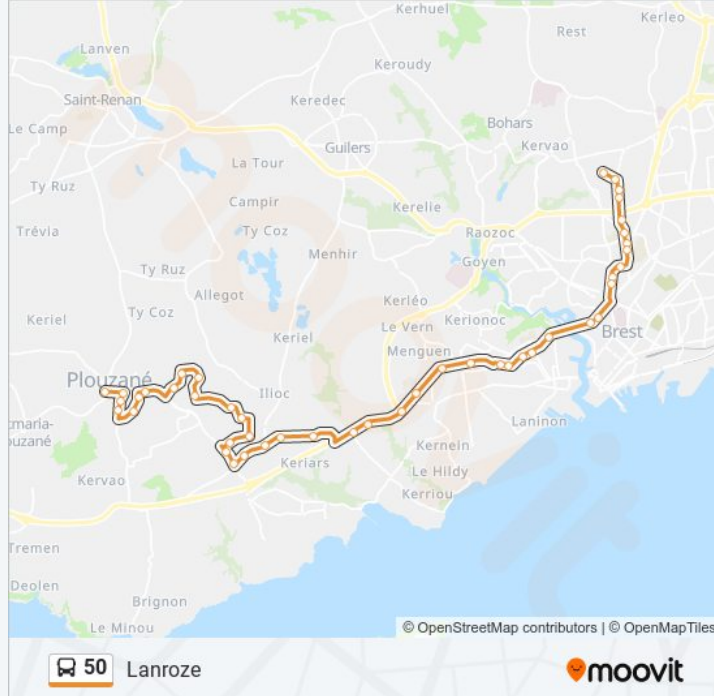 Kerhuel
Kerleo
Lanven
Rest
Keroudy
Saint-Renan
Keredec
Le Camp
Bohars
Guilers
Kervao
La Tour
Ty Ruz
Campir
Kerelie
Trévia
Ty Coz
Raozoc
Menhir
Goyen
Ty Ruz
Allegot
Kerléo
Ty Coz
Le Vern
Kerionoc
Keriel
Keriel
Menguen
Brest
Plouzané
Ilioc
Laninon
tmaria-
ouzané
Kernein
Keriars
Le Hildy
Kervao
Kerriou
Tremen
Deolen
Brignon
Le Minou
© OpenStreetMap contributors | © OpenMapTiles
50 Lanroze
moovit